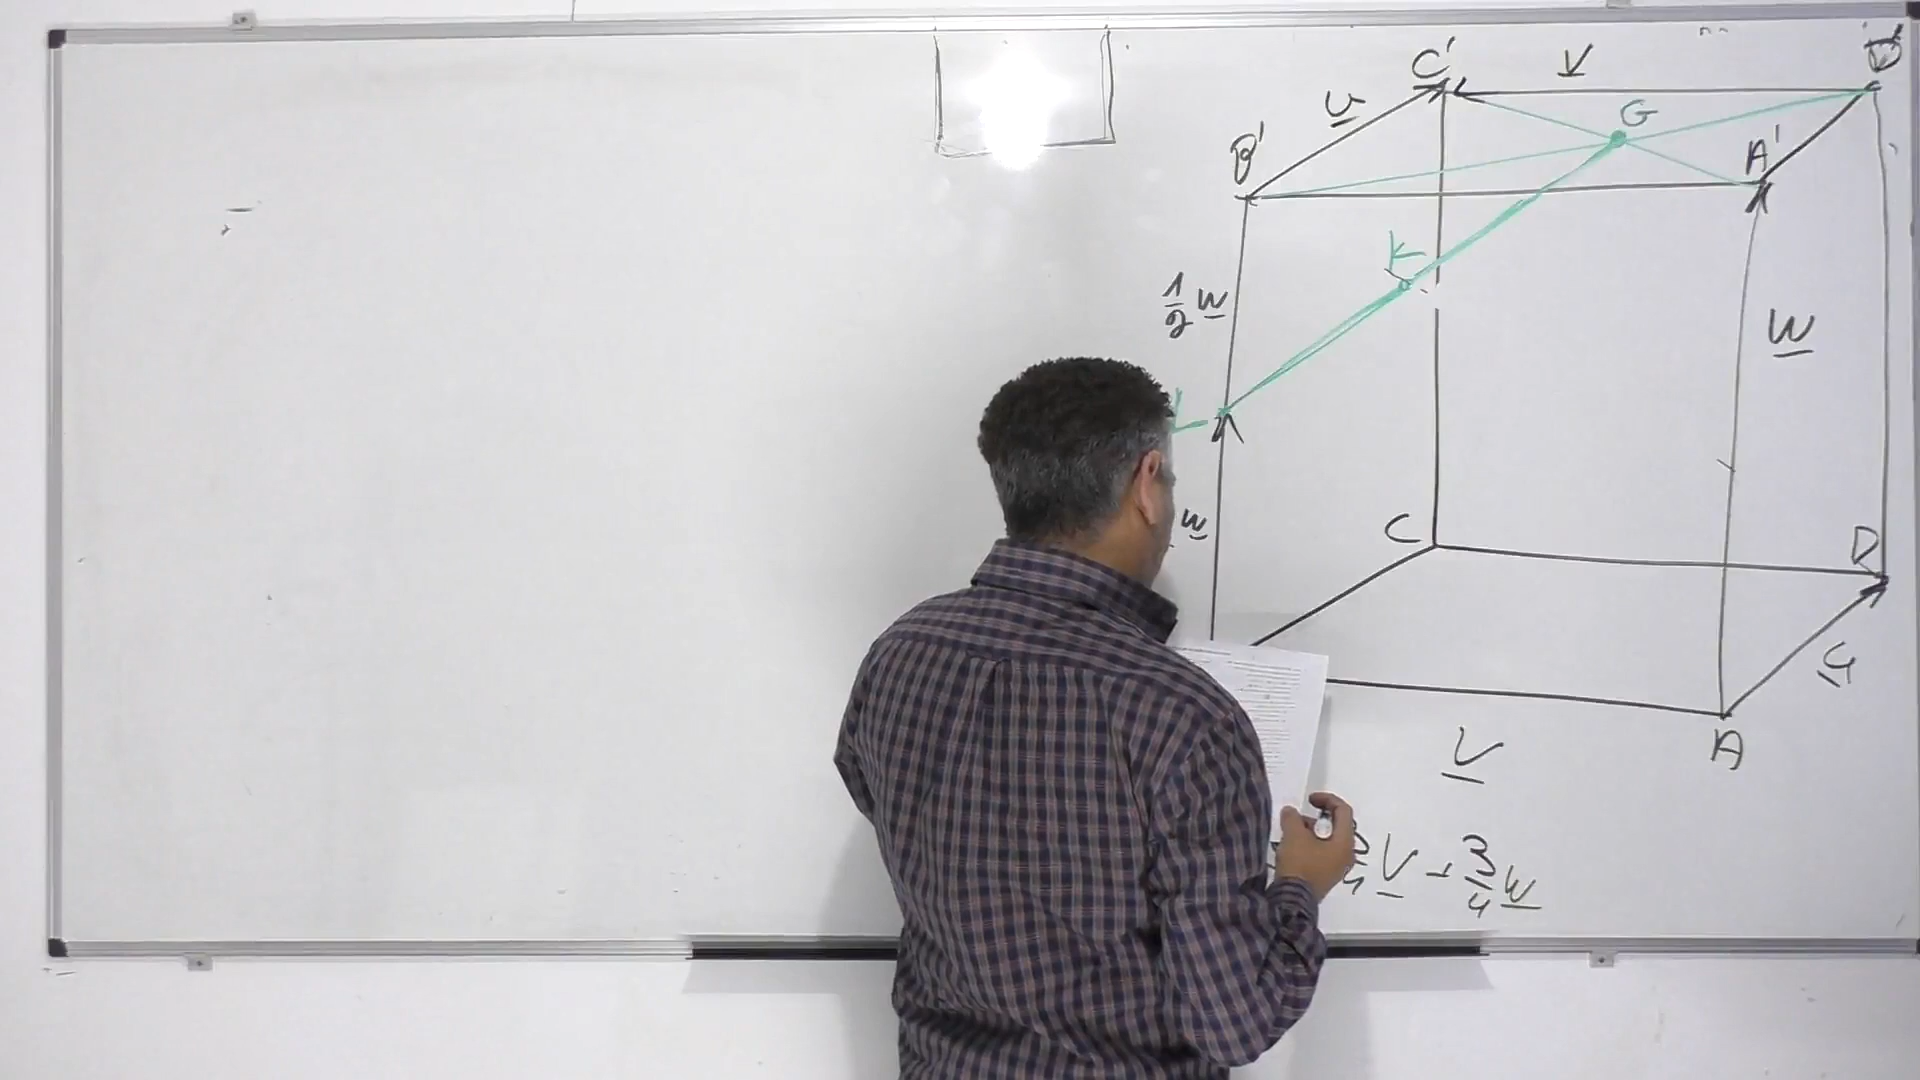 C' V
u
G
B' A'
K
1/2 w w
L
w
C D
u
V A
V + 3/4 w